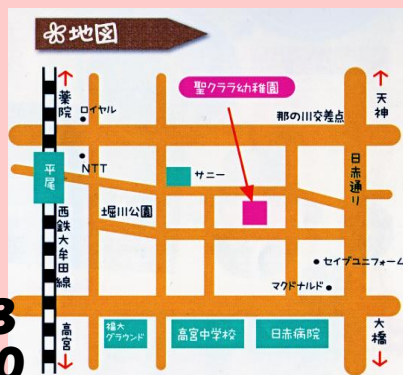 地図
聖クララ幼稚園
薬院
ロイヤル
那の川交差点
天神
平尾
NTT
サニー
日赤通り
堀川公園
西鉄大牟田線
セイブユニフォーム
マクドナルド
高宮
福大
グラウンド
高宮中学校
日赤病院
大橋
3
0